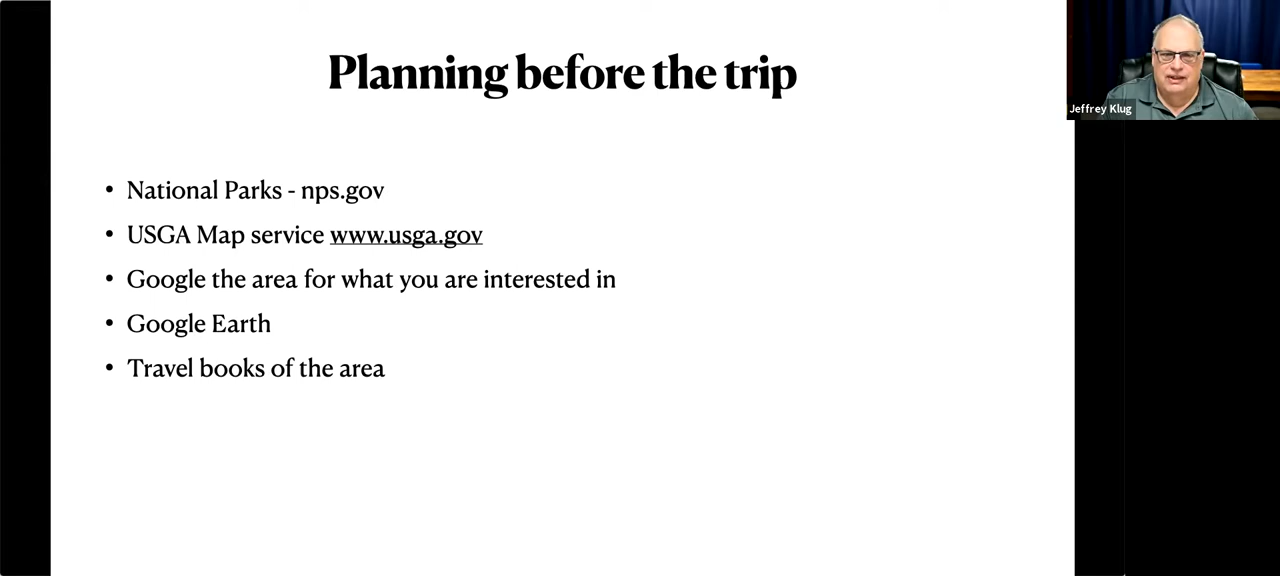 Planning before the trip
Jeffrey Klug
• National Parks - nps.gov
• USGA Map service www.usga.gov
• Google the area for what you are interested in
• Google Earth
• Travel books of the area